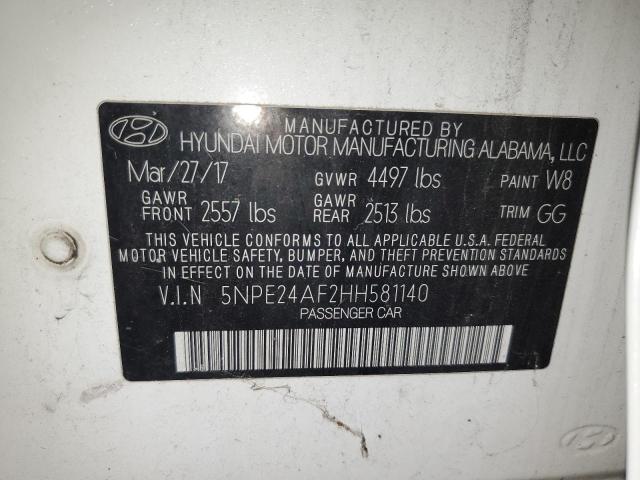 MANUFACTURED BY
HYUNDAI MOTOR MANUFACTURING ALABAMA, LLC
Mar/27/17 GVWR 4497 lbs PAINT W8
GAWR FRONT 2557 lbs GAWR REAR 2513 lbs TRIM GG
THIS VEHICLE CONFORMS TO ALL APPLICABLE U.S.A. FEDERAL
MOTOR VEHICLE SAFETY, BUMPER, AND THEFT PREVENTION STANDARDS
IN EFFECT ON THE DATE OF MANUFACTURE SHOWN ABOVE
V.I.N 5NPE24AF2HH581140
PASSENGER CAR